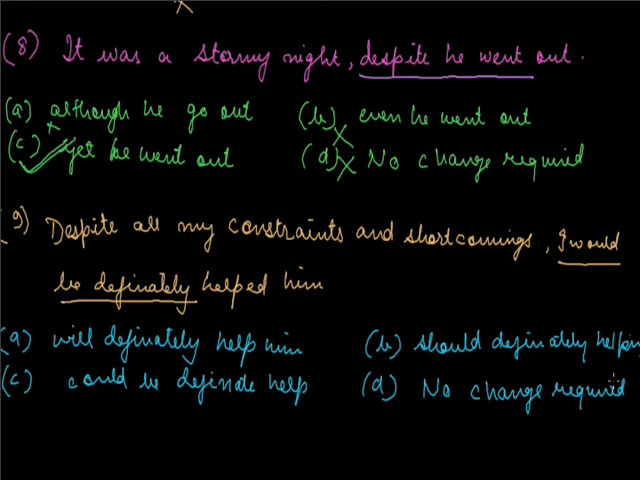 (8) It was a stormy night, despite he went out.
(a) although he go out (b) even he went out
(c) yet he went out (d) No change required
9) Despite all my constraints and shortcomings, I would
be definately helped him
(a) will definately help him (b) should definately help
(c) could be definate help (d) No change required